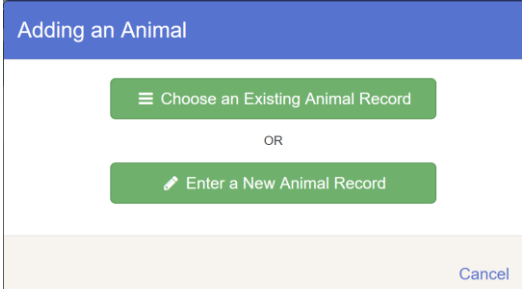 Adding an Animal
Choose an Existing Animal Record
OR
Enter a New Animal Record
Cancel